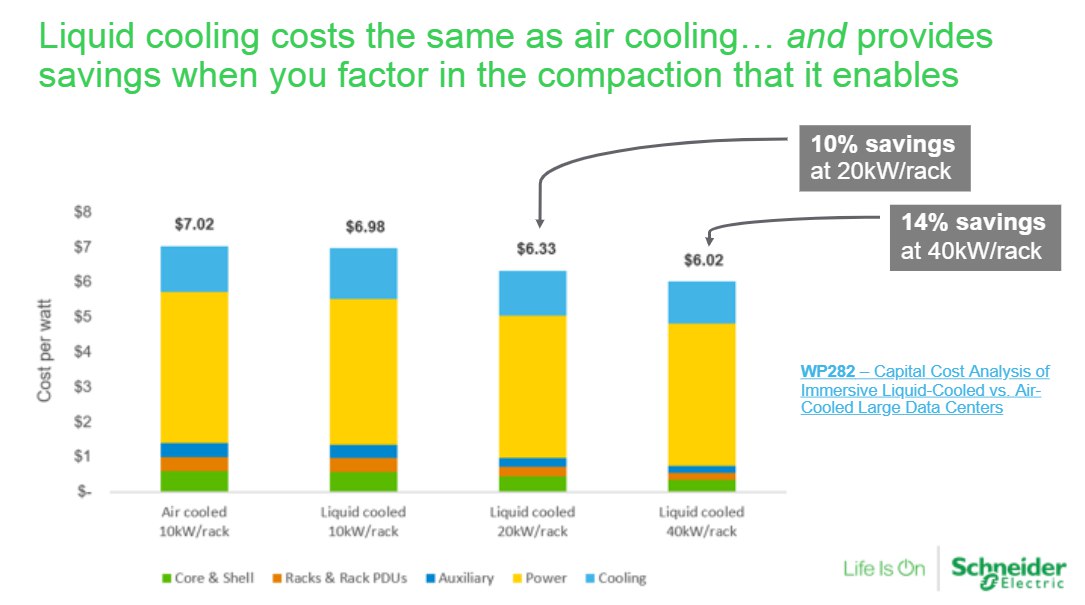 Liquid cooling costs the same as air cooling… and provides
savings when you factor in the compaction that it enables
10% savings
at 20kW/rack
14% savings
at 40kW/rack
$8
$7
$6
$5
$4
$3
$2
$1
$-
Cost per watt
$7.02
$6.98
$6.33
$6.02
Air cooled
10kW/rack
Liquid cooled
10kW/rack
Liquid cooled
20kW/rack
Liquid cooled
40kW/rack
Core & Shell
Racks & Rack PDUs
Auxiliary
Power
Cooling
WP282 – Capital Cost Analysis of
Immersive Liquid-Cooled vs. Air-
Cooled Large Data Centers
Life Is On
Schneider
Electric